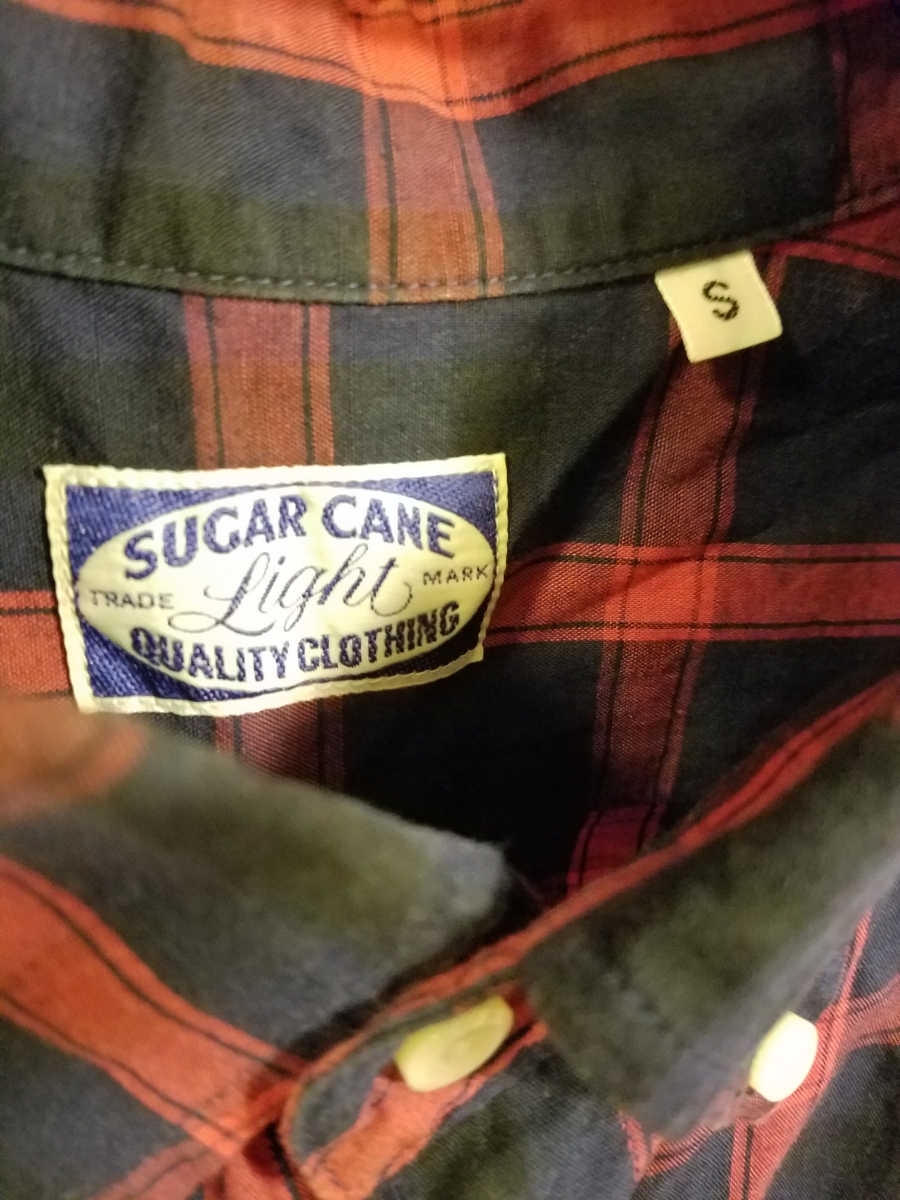 S
SUGAR CANE
Light
TRADE MARK
QUALITY CLOTHING